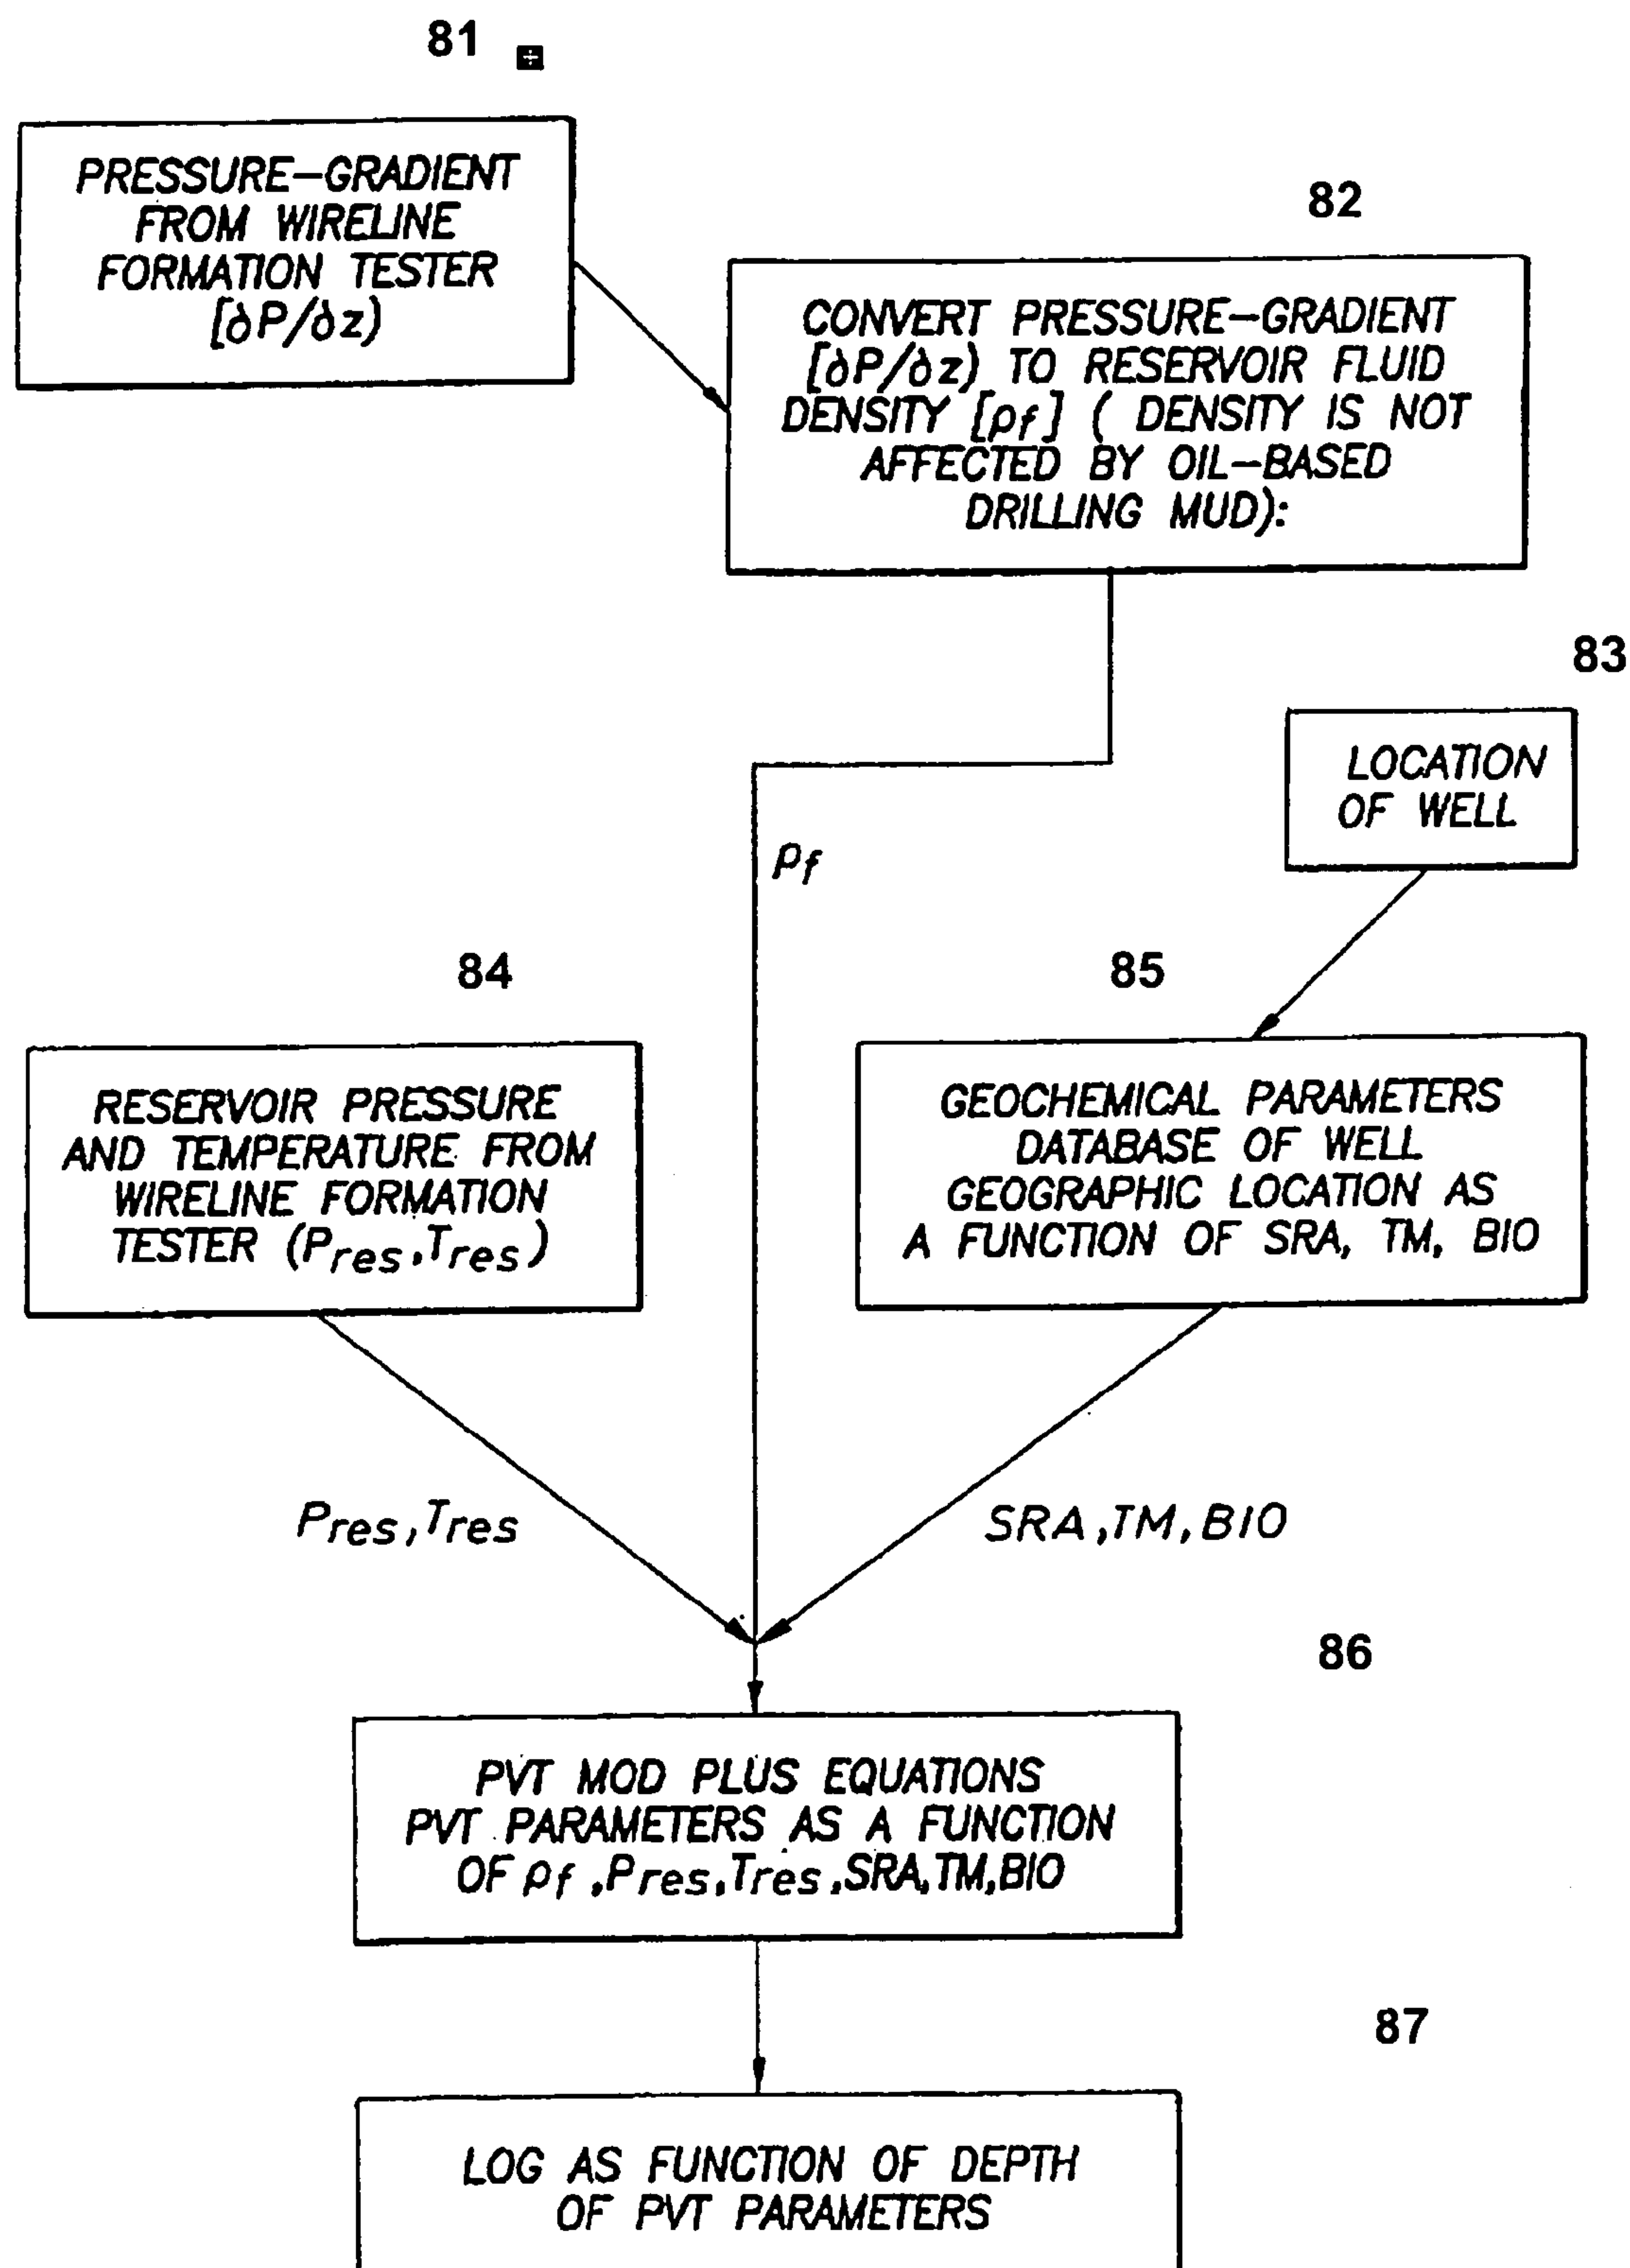 81
PRESSURE-GRADIENT
FROM WIRELINE
FORMATION TESTER
[∂P/∂z)
82
CONVERT PRESSURE-GRADIENT
[∂P/∂z) TO RESERVOIR FLUID
DENSITY [ρf] ( DENSITY IS NOT
AFFECTED BY OIL-BASED
DRILLING MUD):
83
LOCATION
OF WELL
ρf
84
RESERVOIR PRESSURE
AND TEMPERATURE FROM
WIRELINE FORMATION
TESTER (Pres,Tres)
85
GEOCHEMICAL PARAMETERS
DATABASE OF WELL
GEOGRAPHIC LOCATION AS
A FUNCTION OF SRA, TM, BIO
Pres,Tres
SRA,TM,BIO
86
PVT MOD PLUS EQUATIONS
PVT PARAMETERS AS A FUNCTION
OF ρf ,Pres,Tres,SRA,TM,BIO
87
LOG AS FUNCTION OF DEPTH
OF PVT PARAMETERS